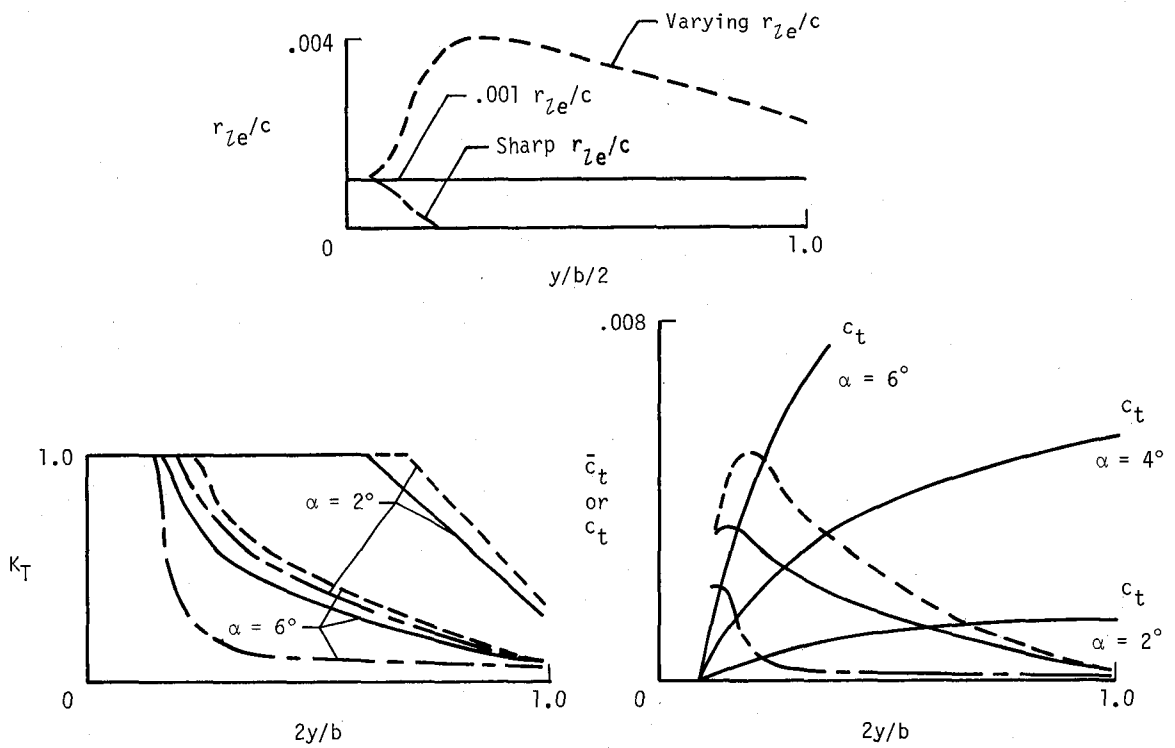 .004
Varying r_le/c
.001 r_le/c
r_le/c
Sharp r_le/c
0
1.0
y/b/2
1.0
K_T
α = 2°
α = 6°
0
1.0
2y/b
.008
c_t
α = 6°
c_t
α = 4°
c̄_t
or
c_t
c_t
α = 2°
0
1.0
2y/b